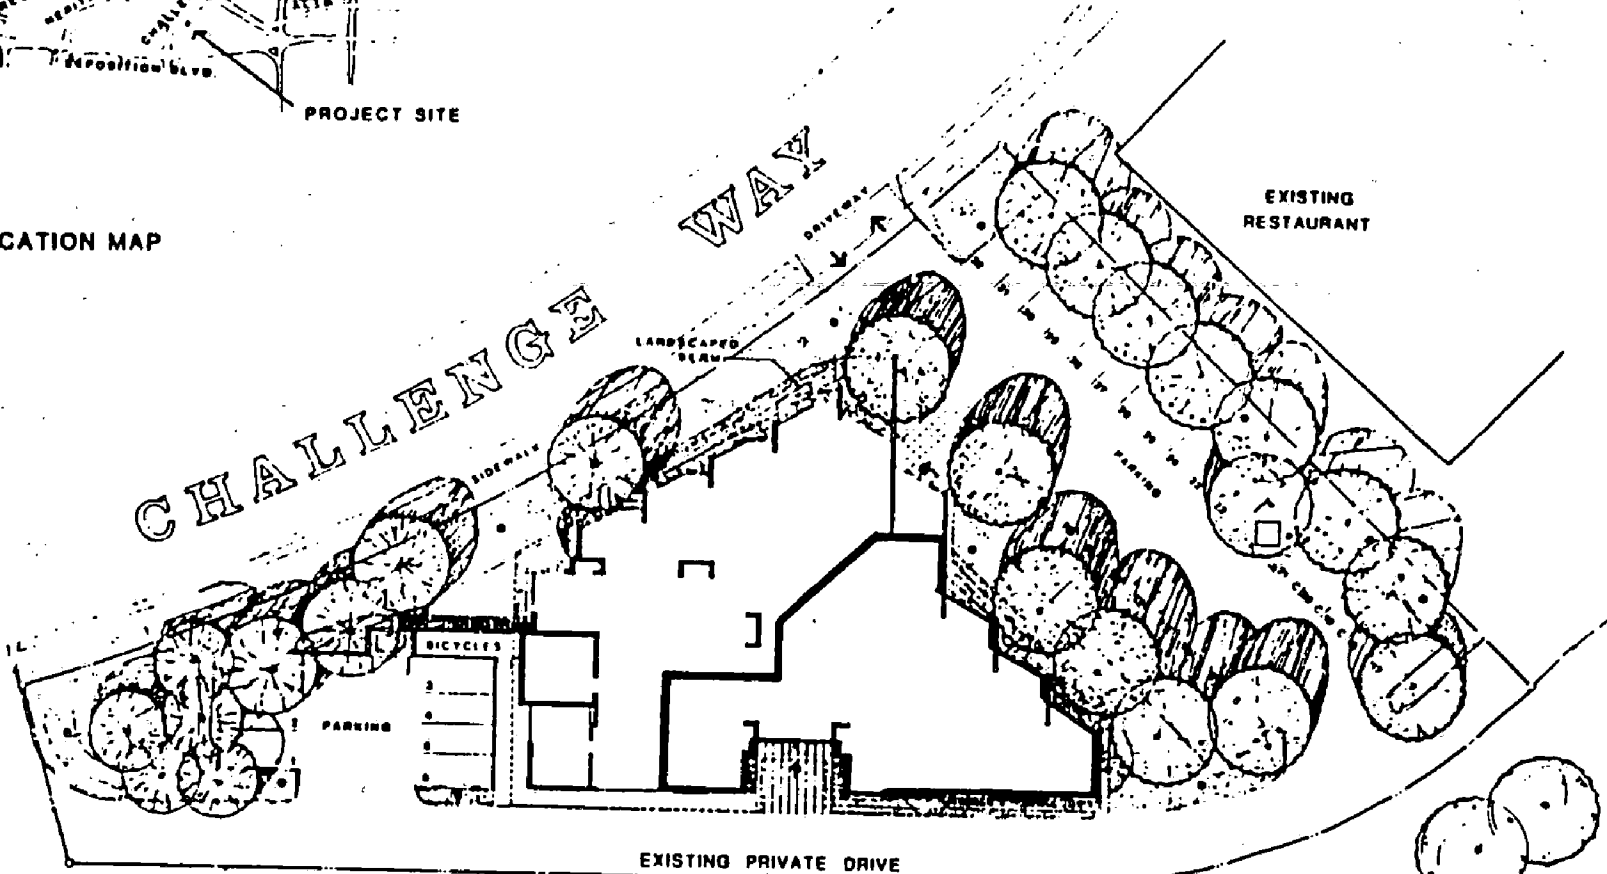 PROJECT SITE
CATION MAP
CHALLENGE WAY
DRIVEWAY
EXISTING
RESTAURANT
LANDSCAPED
BERM
SIDEWALK
PARKING
BICYCLES
PARKING
EXISTING PRIVATE DRIVE